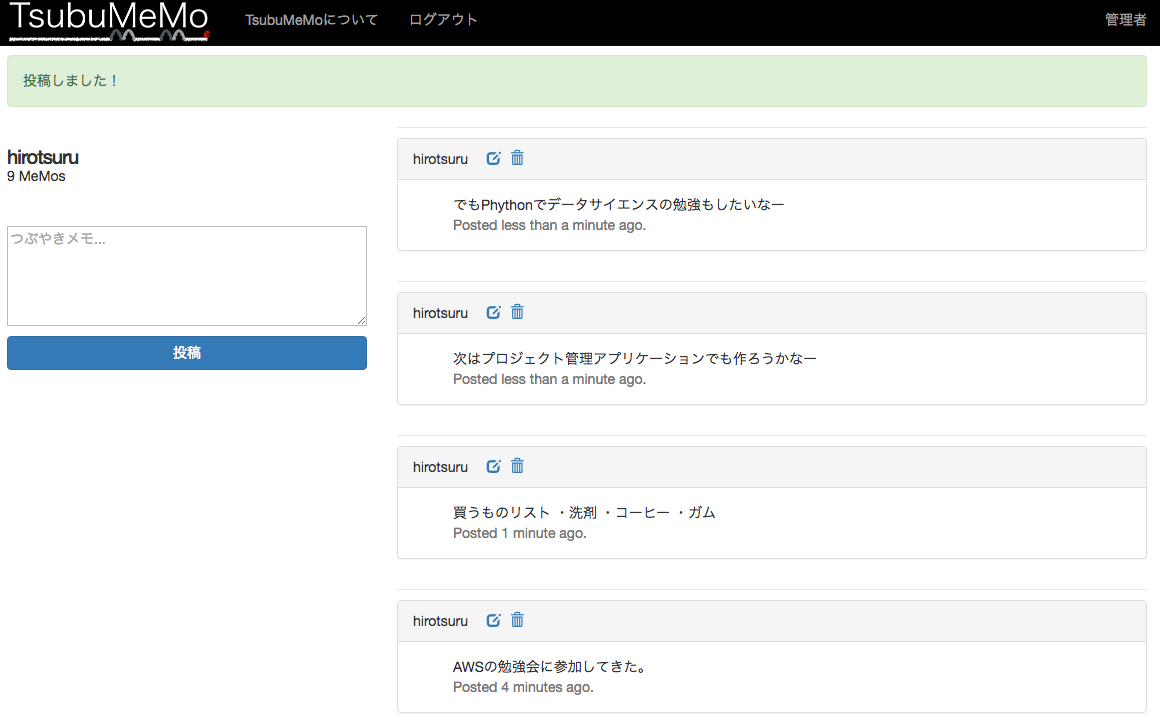 TsubuMeMo TsubuMeMoについて ログアウト 管理者
投稿しました！
hirotsuru
9 MeMos
つぶやきメモ...
投稿
hirotsuru
でもPhythonでデータサイエンスの勉強もしたいなー
Posted less than a minute ago.
hirotsuru
次はプロジェクト管理アプリケーションでも作ろうかなー
Posted less than a minute ago.
hirotsuru
買うものリスト ・洗剤 ・コーヒー ・ガム
Posted 1 minute ago.
hirotsuru
AWSの勉強会に参加してきた。
Posted 4 minutes ago.